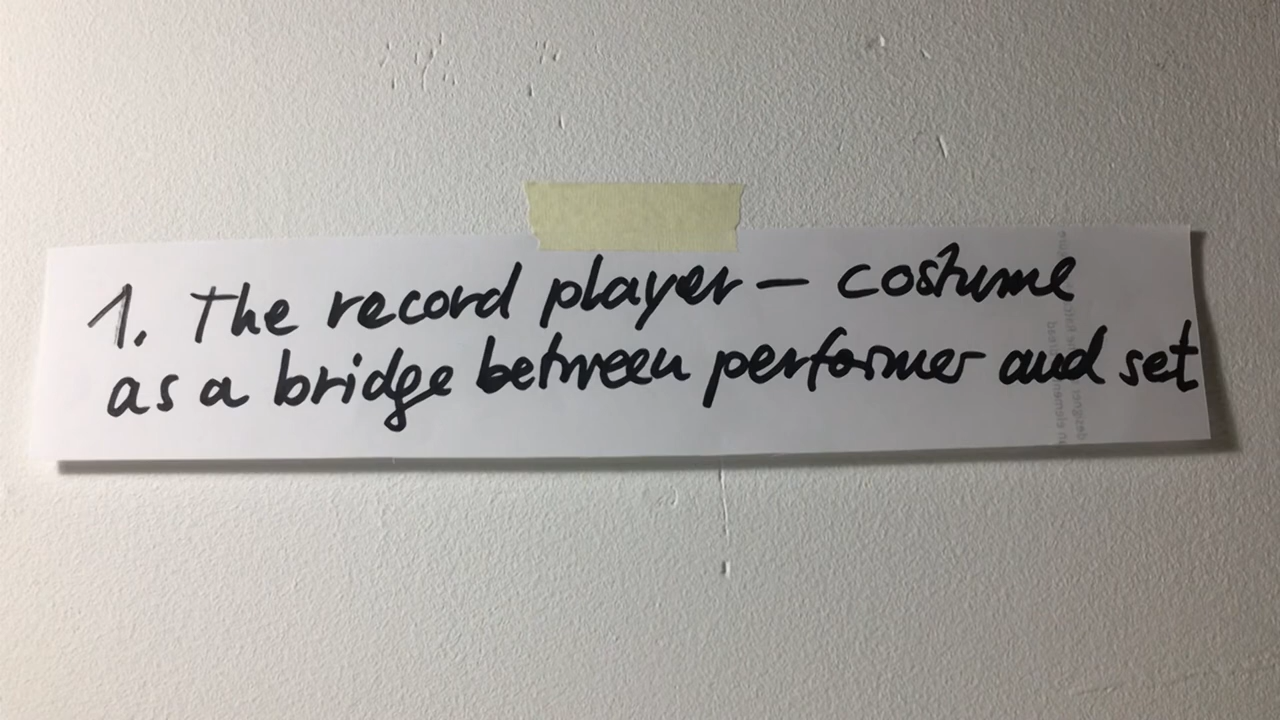 1. The record player — costume
as a bridge between performer and set